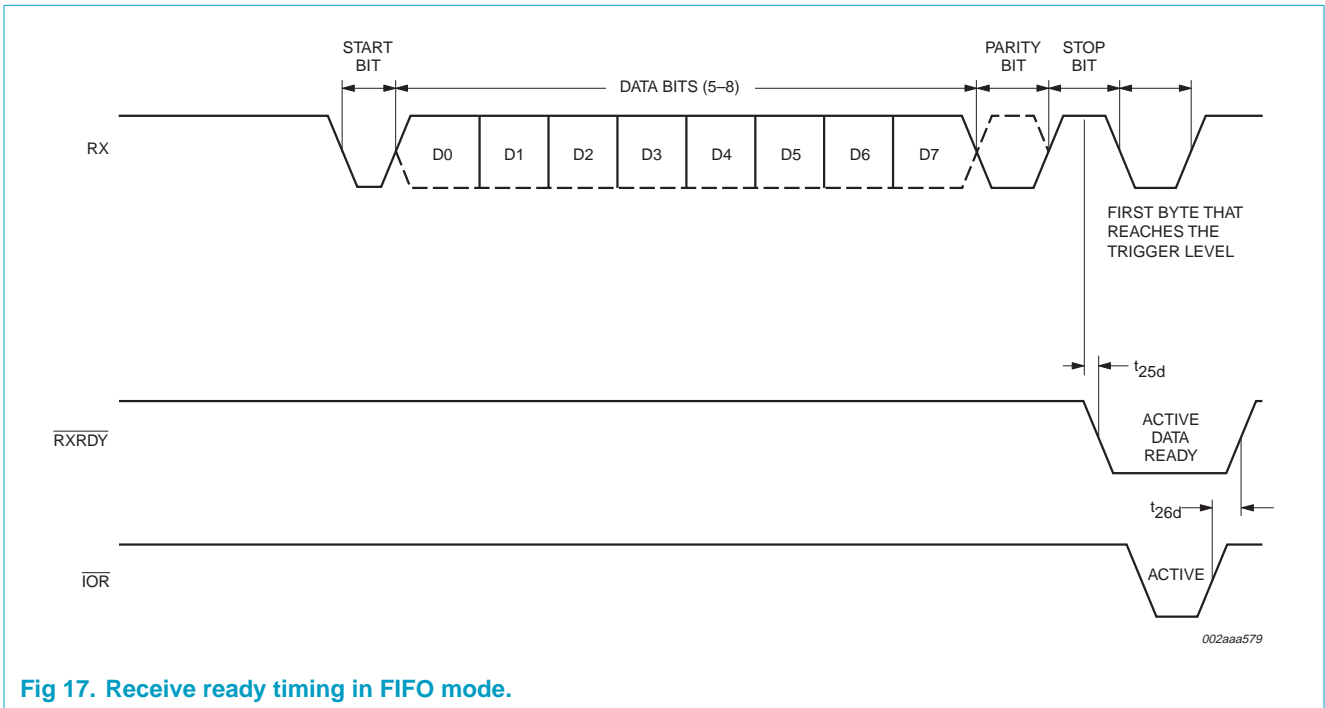 START
BIT
PARITY
BIT
STOP
BIT
DATA BITS (5–8)
RX
D0 D1 D2 D3 D4 D5 D6 D7
FIRST BYTE THAT
REACHES THE
TRIGGER LEVEL
t25d
RXRDY
ACTIVE
DATA
READY
t26d
IOR
ACTIVE
002aaa579
Fig 17. Receive ready timing in FIFO mode.